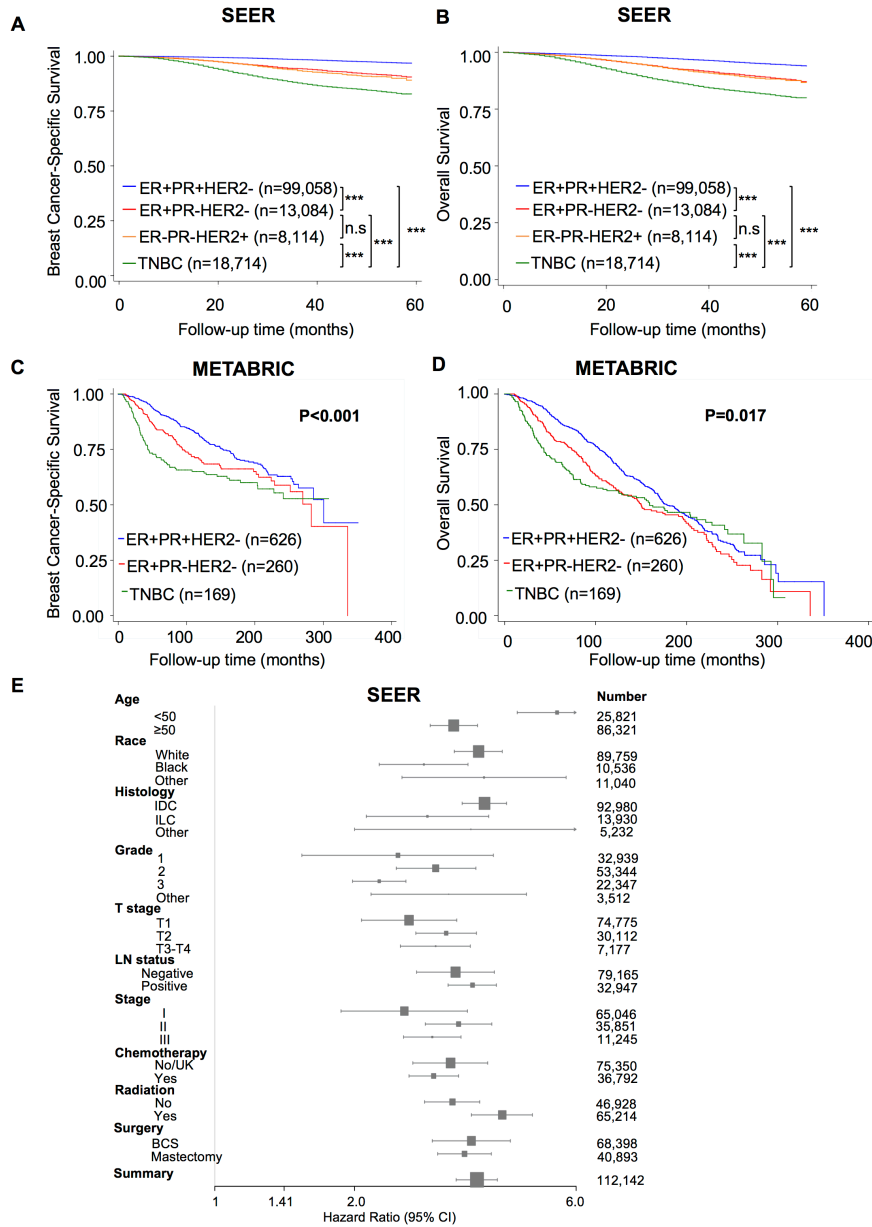 A
SEER
Breast Cancer-Specific Survival
1.00
0.75
0.50
0.25
0.00
ER+PR+HER2- (n=99,058)
ER+PR-HER2- (n=13,084)
ER-PR-HER2+ (n=8,114)
TNBC (n=18,714)
***
n.s
***
***
***
0
20
40
60
Follow-up time (months)
B
SEER
Overall Survival
1.00
0.75
0.50
0.25
0.00
ER+PR+HER2- (n=99,058)
ER+PR-HER2- (n=13,084)
ER-PR-HER2+ (n=8,114)
TNBC (n=18,714)
***
n.s
***
***
***
0
20
40
60
Follow-up time (months)
C
METABRIC
Breast Cancer-Specific Survival
1.00
0.75
0.50
0.25
0.00
P<0.001
ER+PR+HER2- (n=626)
ER+PR-HER2- (n=260)
TNBC (n=169)
0
100
200
300
400
Follow-up time (months)
D
METABRIC
Overall Survival
1.00
0.75
0.50
0.25
0.00
P=0.017
ER+PR+HER2- (n=626)
ER+PR-HER2- (n=260)
TNBC (n=169)
0
100
200
300
400
Follow-up time (months)
E
SEER
Number
Age
<50 25,821
≥50 86,321
Race
White 89,759
Black 10,536
Other 11,040
Histology
IDC 92,980
ILC 13,930
Other 5,232
Grade
1 32,939
2 53,344
3 22,347
Other 3,512
T stage
T1 74,775
T2 30,112
T3-T4 7,177
LN status
Negative 79,165
Positive 32,947
Stage
I 65,046
II 35,851
III 11,245
Chemotherapy
No/UK 75,350
Yes 36,792
Radiation
No 46,928
Yes 65,214
Surgery
BCS 68,398
Mastectomy 40,893
Summary 112,142
1 1.41 2.0 6.0
Hazard Ratio (95% CI)